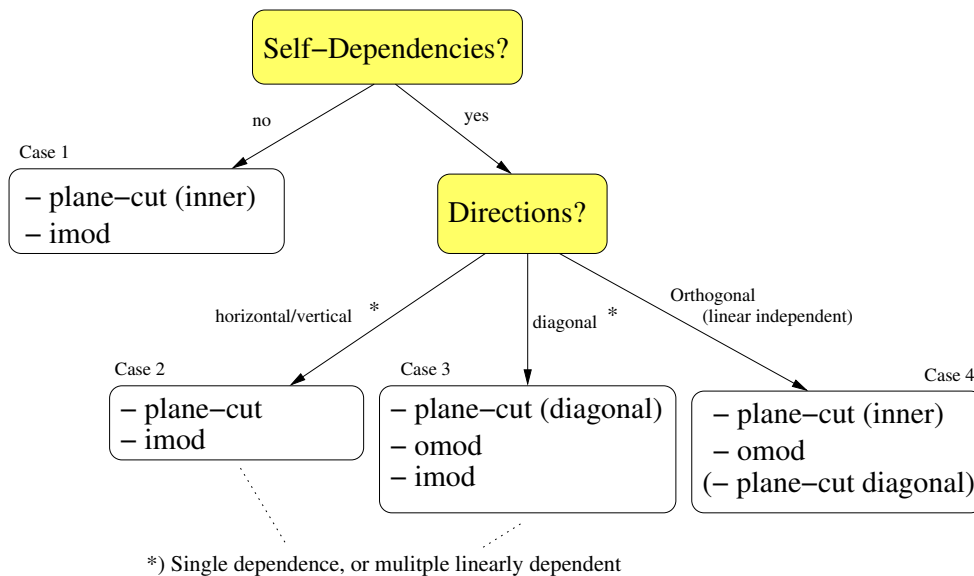 Self−Dependencies?
no
yes
Case 1
− plane−cut (inner)
− imod
Directions?
horizontal/vertical *
diagonal *
Orthogonal
(linear independent)
Case 2
− plane−cut
− imod
Case 3
− plane−cut (diagonal)
− omod
− imod
Case 4
− plane−cut (inner)
− omod
(− plane−cut diagonal)
*) Single dependence, or mulitple linearly dependent